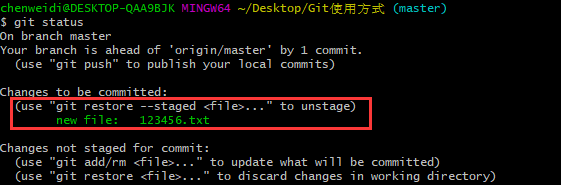 chenweidi@DESKTOP-QAA9BJK MINGW64 ~/Desktop/Git使用方式 (master)
$ git status
On branch master
Your branch is ahead of 'origin/master' by 1 commit.
  (use "git push" to publish your local commits)

Changes to be committed:
  (use "git restore --staged <file>..." to unstage)
        new file:   123456.txt

Changes not staged for commit:
  (use "git add/rm <file>..." to update what will be committed)
  (use "git restore <file>..." to discard changes in working directory)